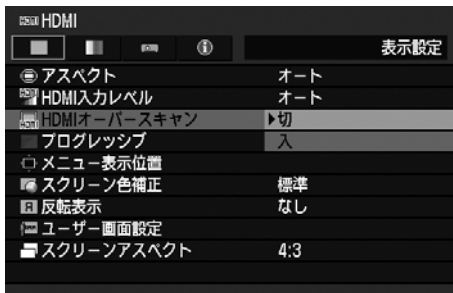 HDMI HDMI
表示設定
アスペクト オート
HDMI入力レベル オート
HDMIオーバースキャン ▶切
プログレッシブ 入
メニュー表示位置
スクリーン色補正 標準
反転表示 なし
ユーザー画面設定
スクリーンアスペクト 4:3